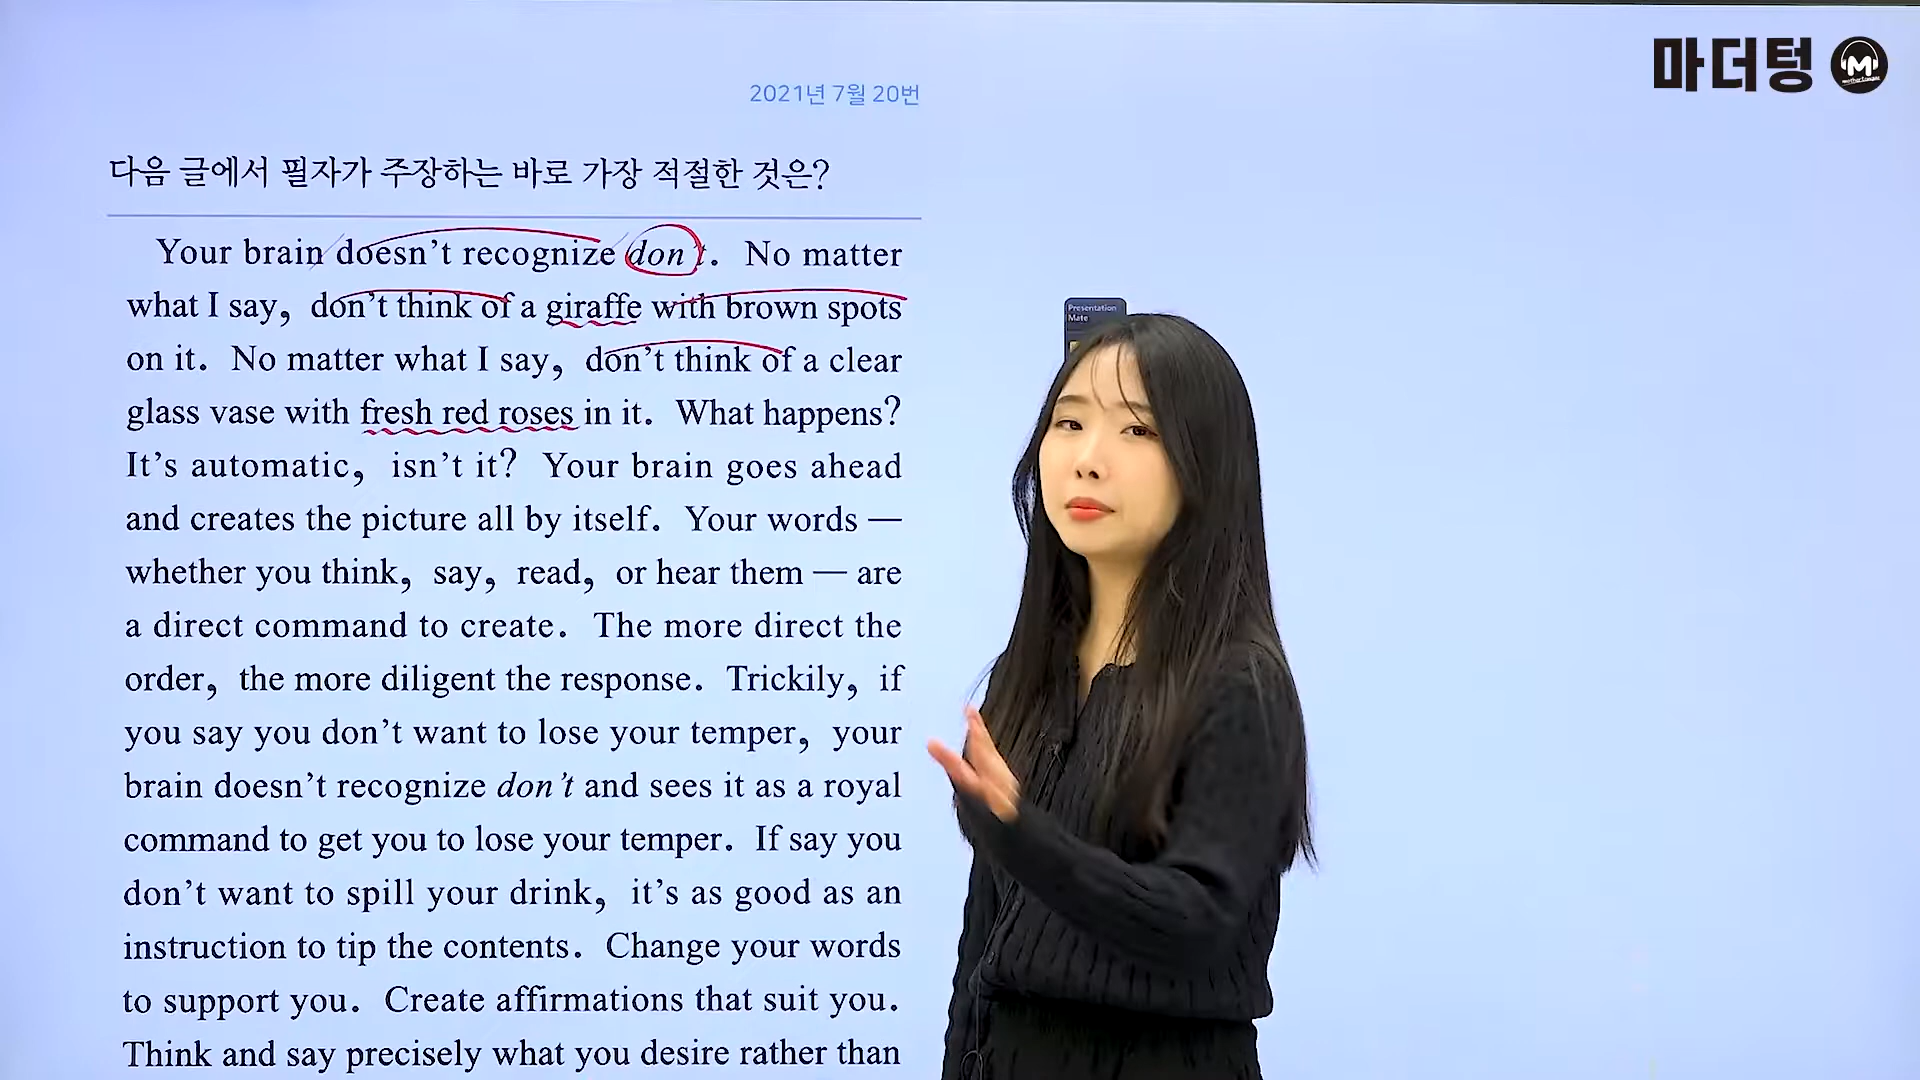 마더텅
M
2021년 7월 20번
다음 글에서 필자가 주장하는 바로 가장 적절한 것은?
Your brain doesn’t recognize don’t. No matter
what I say, don’t think of a giraffe with brown spots
on it. No matter what I say, don’t think of a clear
glass vase with fresh red roses in it. What happens?
It’s automatic, isn’t it? Your brain goes ahead
and creates the picture all by itself. Your words —
whether you think, say, read, or hear them — are
a direct command to create. The more direct the
order, the more diligent the response. Trickily, if
you say you don’t want to lose your temper, your
brain doesn’t recognize don’t and sees it as a royal
command to get you to lose your temper. If say you
don’t want to spill your drink, it’s as good as an
instruction to tip the contents. Change your words
to support you. Create affirmations that suit you.
Think and say precisely what you desire rather than
Presentation
Mate